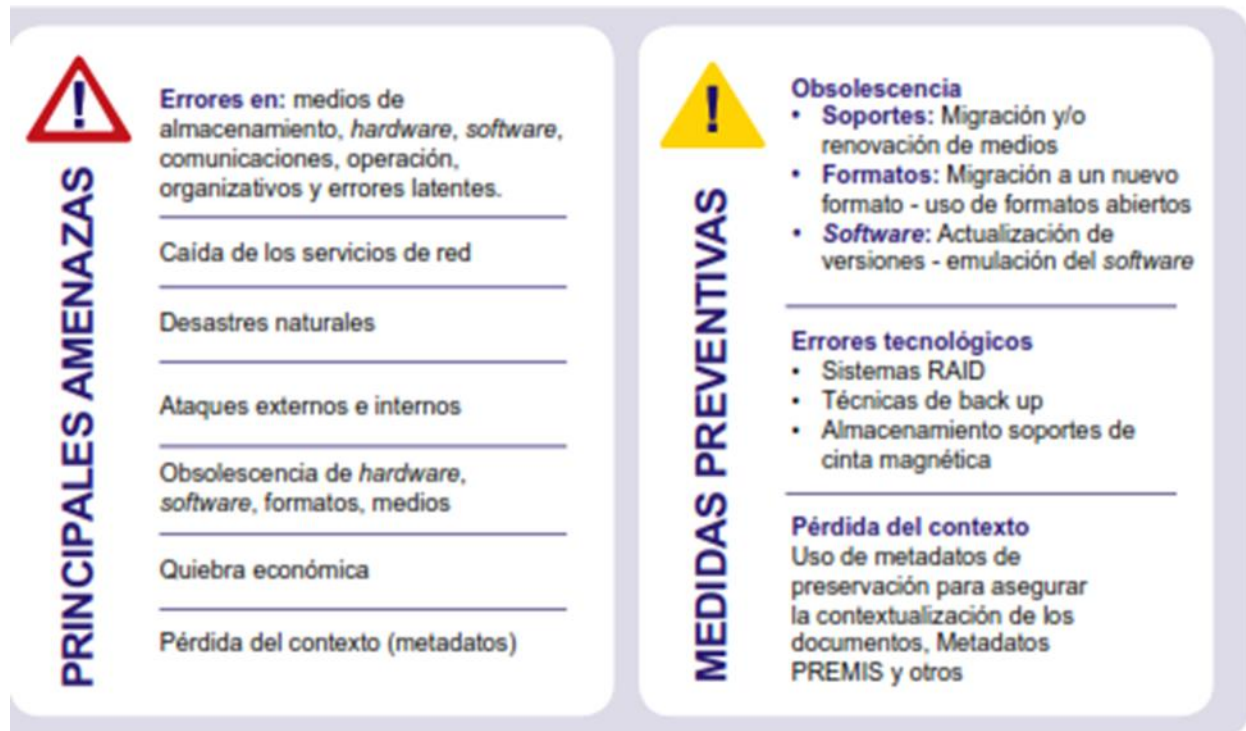 PRINCIPALES AMENAZAS
Errores en: medios de
almacenamiento, hardware, software,
comunicaciones, operación,
organizativos y errores latentes.
Caída de los servicios de red
Desastres naturales
Ataques externos e internos
Obsolescencia de hardware,
software, formatos, medios
Quiebra económica
Pérdida del contexto (metadatos)
MEDIDAS PREVENTIVAS
Obsolescencia
• Soportes: Migración y/o
renovación de medios
• Formatos: Migración a un nuevo
formato - uso de formatos abiertos
• Software: Actualización de
versiones - emulación del software
Errores tecnológicos
• Sistemas RAID
• Técnicas de back up
• Almacenamiento soportes de
cinta magnética
Pérdida del contexto
Uso de metadatos de
preservación para asegurar
la contextualización de los
documentos, Metadatos
PREMIS y otros